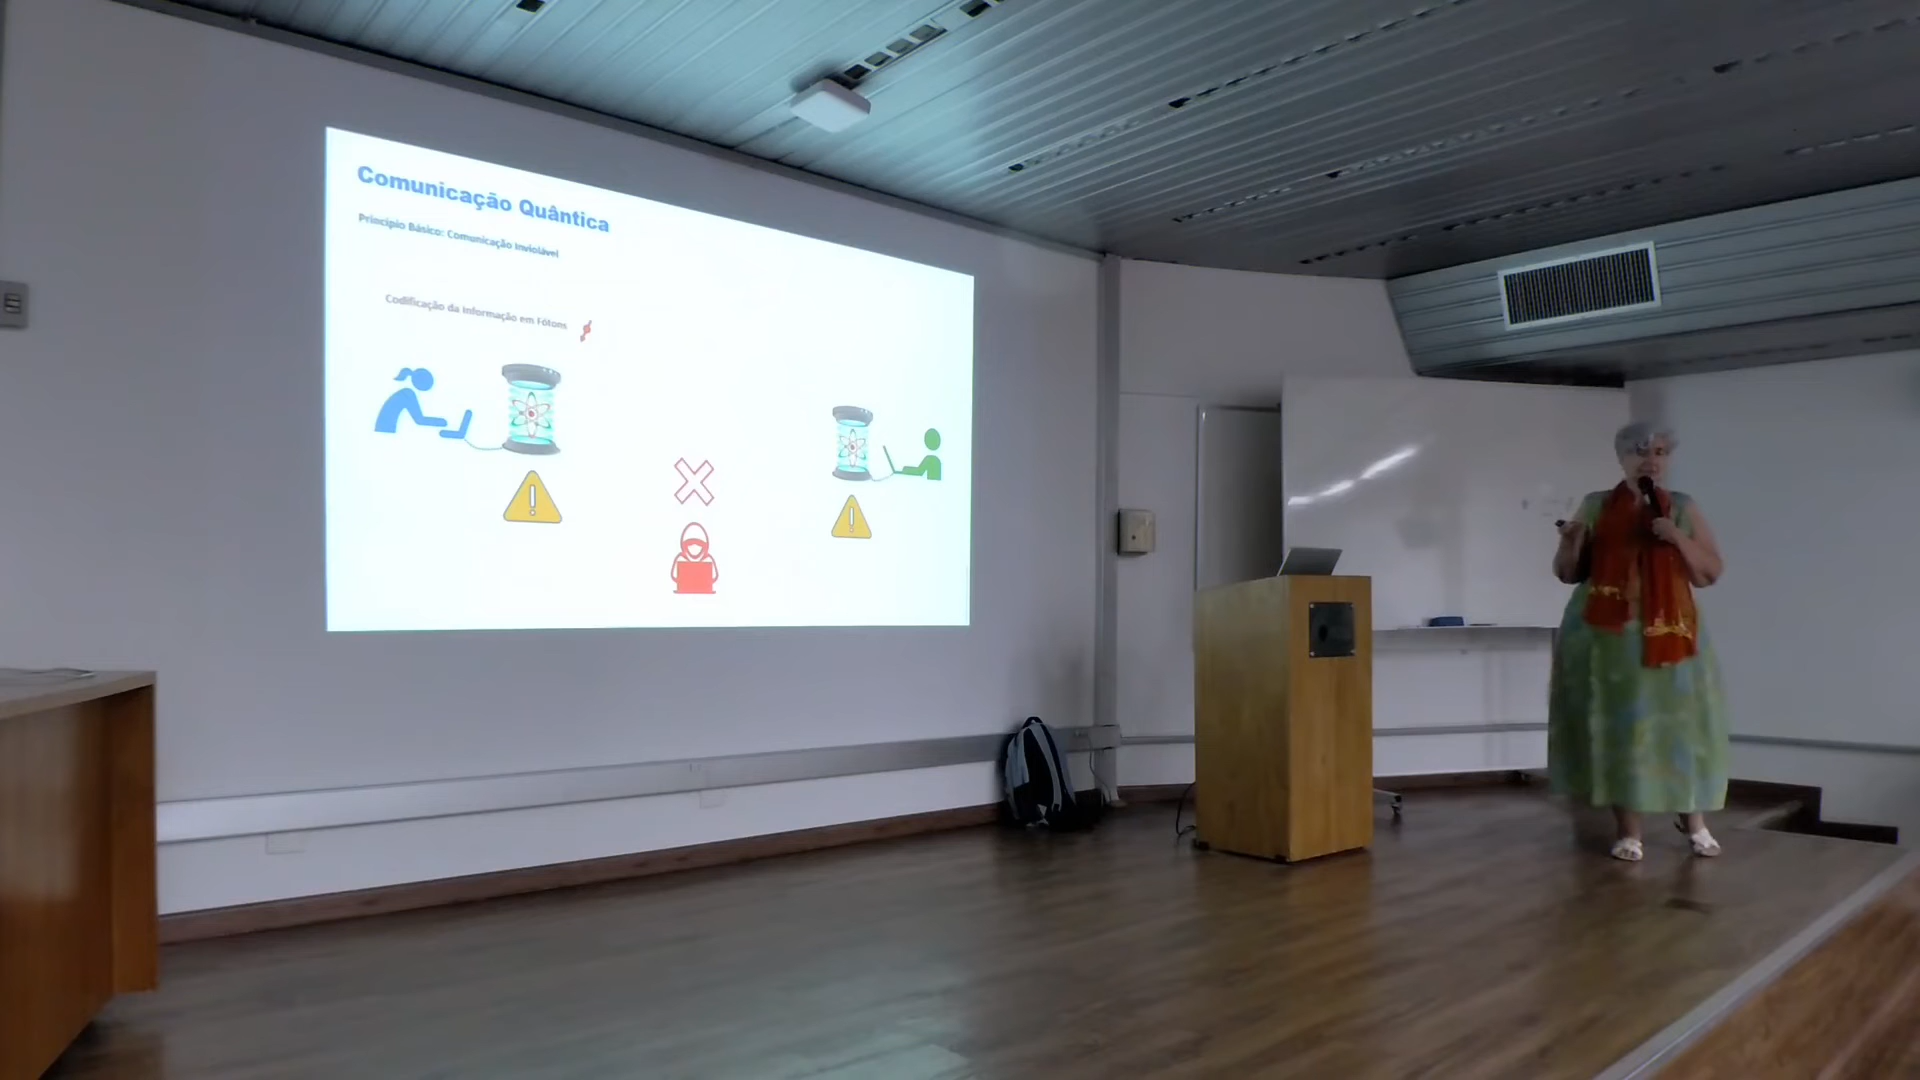 Comunicação Quântica
Princípio Básico: Comunicação Inviolável
Codificação da Informação em Fótons